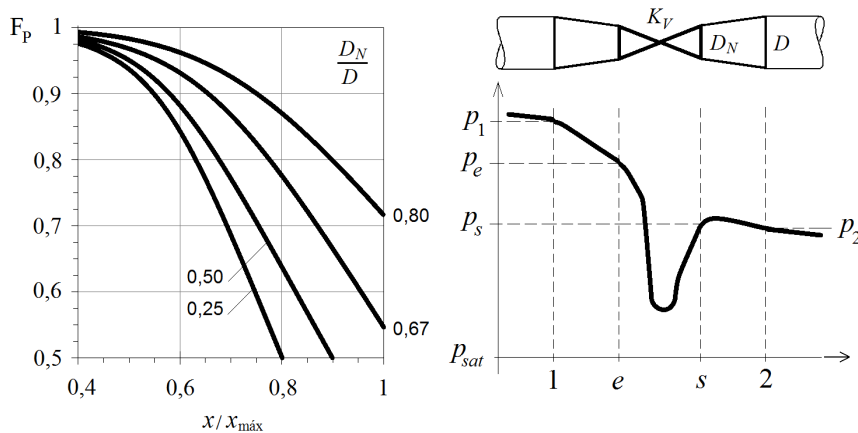 F_P
1
0,9
0,8
0,7
0,6
0,5
0,4
0,6
0,8
1
x/x_máx
D_N
D
0,80
0,67
0,50
0,25
K_V
D_N
D
p_1
p_e
p_s
p_sat
p_2
1
e
s
2